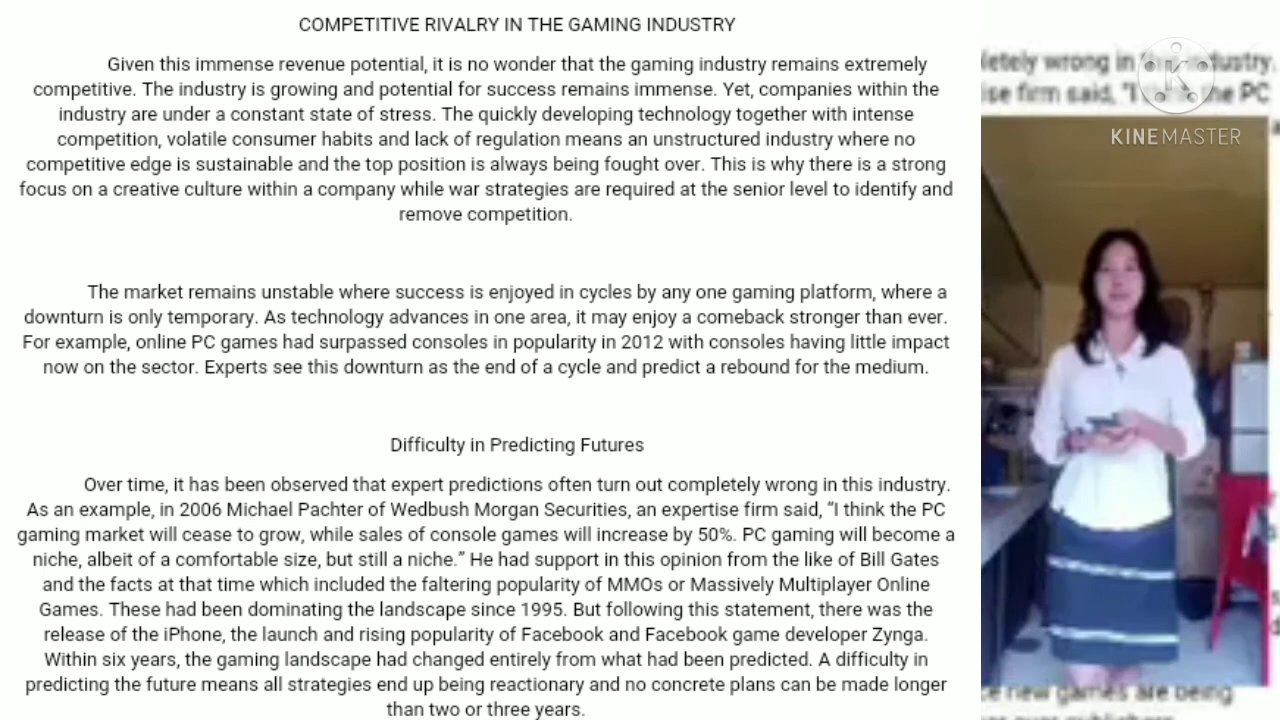 COMPETITIVE RIVALRY IN THE GAMING INDUSTRY
Given this immense revenue potential, it is no wonder that the gaming industry remains extremely
competitive. The industry is growing and potential for success remains immense. Yet, companies within the
industry are under a constant state of stress. The quickly developing technology together with intense
competition, volatile consumer habits and lack of regulation means an unstructured industry where no
competitive edge is sustainable and the top position is always being fought over. This is why there is a strong
focus on a creative culture within a company while war strategies are required at the senior level to identify and
remove competition.
The market remains unstable where success is enjoyed in cycles by any one gaming platform, where a
downturn is only temporary. As technology advances in one area, it may enjoy a comeback stronger than ever.
For example, online PC games had surpassed consoles in popularity in 2012 with consoles having little impact
now on the sector. Experts see this downturn as the end of a cycle and predict a rebound for the medium.
Difficulty in Predicting Futures
Over time, it has been observed that expert predictions often turn out completely wrong in this industry.
As an example, in 2006 Michael Pachter of Wedbush Morgan Securities, an expertise firm said, “I think the PC
gaming market will cease to grow, while sales of console games will increase by 50%. PC gaming will become a
niche, albeit of a comfortable size, but still a niche.” He had support in this opinion from the like of Bill Gates
and the facts at that time which included the faltering popularity of MMOs or Massively Multiplayer Online
Games. These had been dominating the landscape since 1995. But following this statement, there was the
release of the iPhone, the launch and rising popularity of Facebook and Facebook game developer Zynga.
Within six years, the gaming landscape had changed entirely from what had been predicted. A difficulty in
predicting the future means all strategies end up being reactionary and no concrete plans can be made longer
than two or three years.
wrong in
firm said,
the PC
KINEMASTER
new games are being